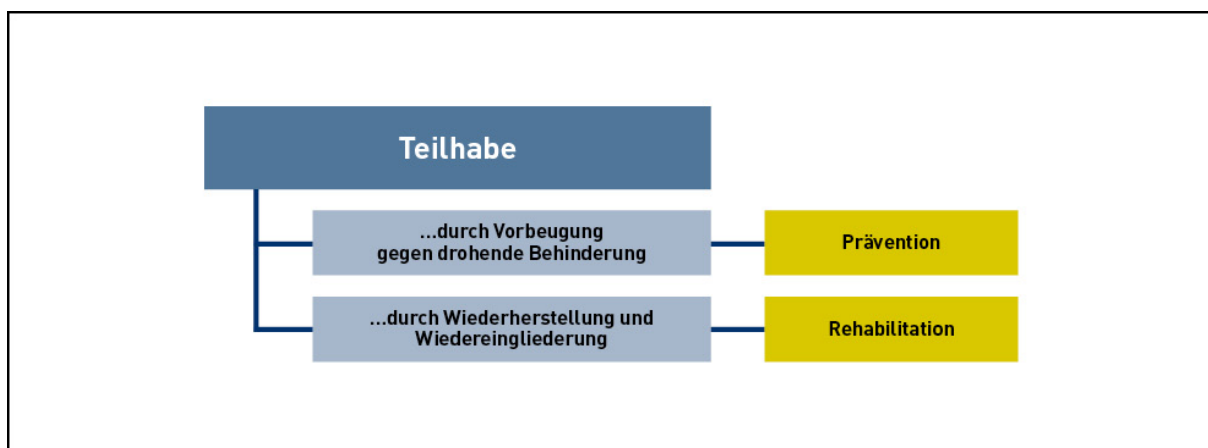 Teilhabe
...durch Vorbeugung
gegen drohende Behinderung
Prävention
...durch Wiederherstellung und
Wiedereingliederung
Rehabilitation